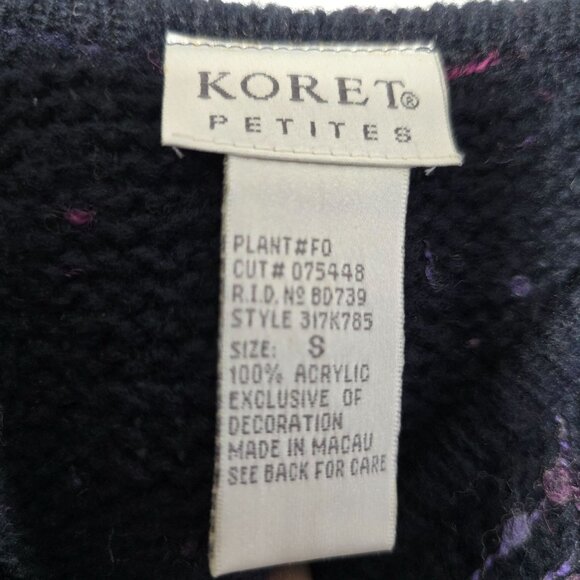 KORET®
PETITES
PLANT#FO
CUT# 075448
R.I.D. Nº BD739
STYLE 317K785
SIZE: S
100% ACRYLIC
EXCLUSIVE OF
DECORATION
MADE IN MACAU
SEE BACK FOR CARE